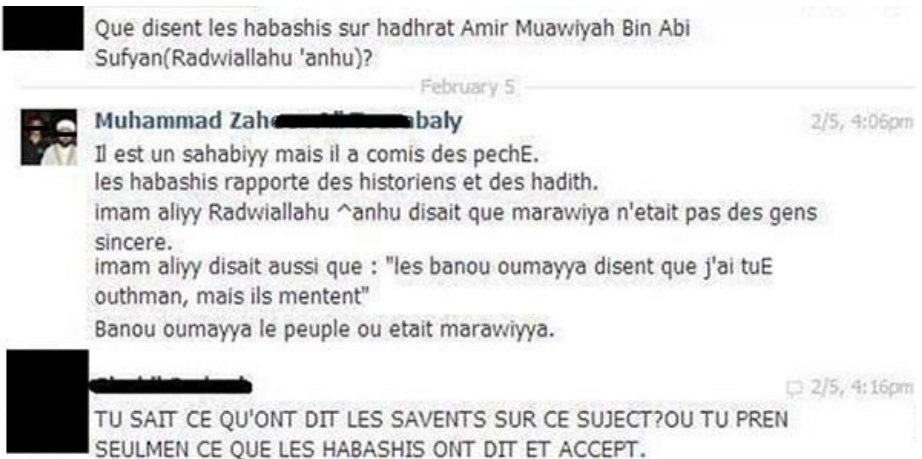 Que disent les habashis sur hadhrat Amir Muawiyah Bin Abi
Sufyan(Radwiallahu 'anhu)?
February 5
Muhammad 2/5, 4:06pm
Il est un sahabiyy mais il a comis des pechE.
les habashis rapporte des historiens et des hadith.
imam aliyy Radwiallahu ^anhu disait que marawiya n'etait pas des gens
sincere.
imam aliyy disait aussi que : "les banou oumayya disent que j'ai tuE
outhman, mais ils mentent"
Banou oumayya le peuple ou etait marawiyya.
2/5, 4:16pm
TU SAIT CE QU'ONT DIT LES SAVENTS SUR CE SUJECT?OU TU PREN
SEULMEN CE QUE LES HABASHIS ONT DIT ET ACCEPT.